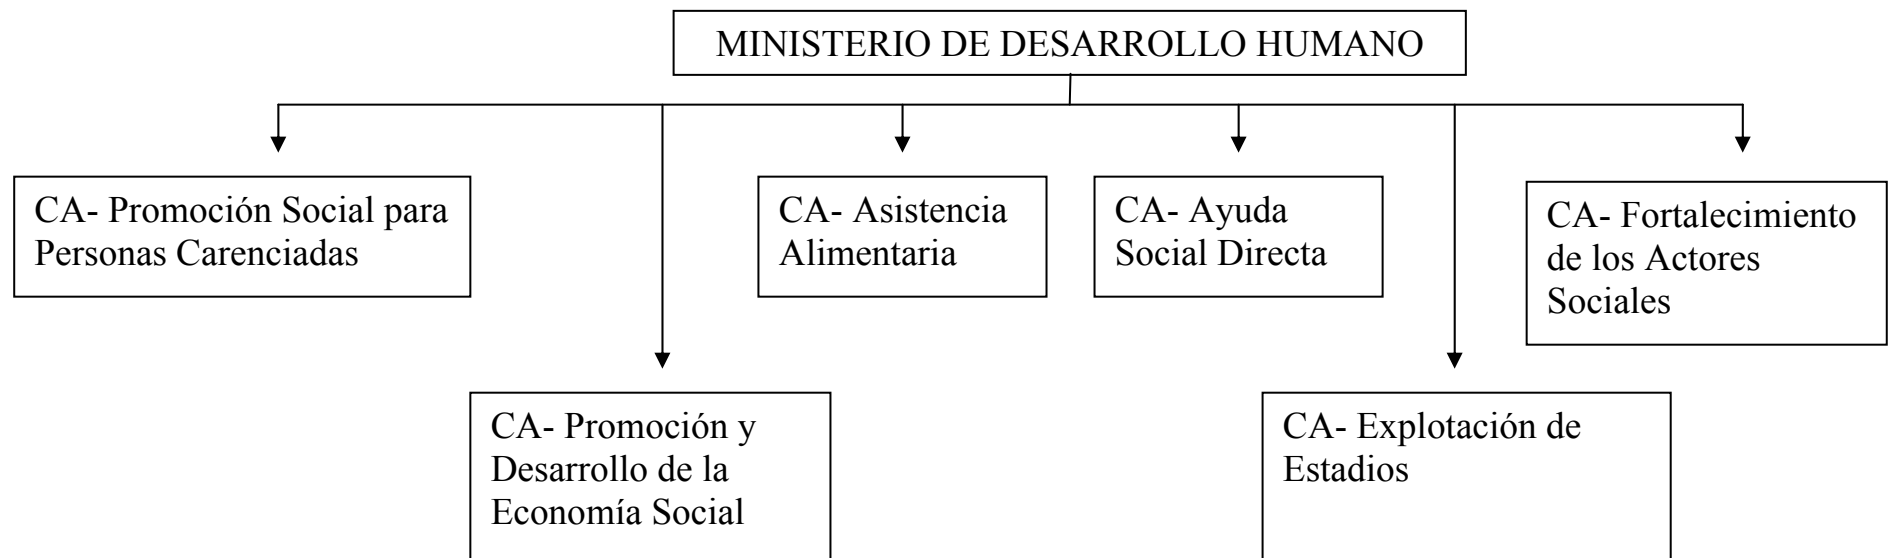 MINISTERIO DE DESARROLLO HUMANO
CA- Promoción Social para
Personas Carenciadas
CA- Asistencia
Alimentaria
CA- Ayuda
Social Directa
CA- Fortalecimiento
de los Actores
Sociales
CA- Promoción y
Desarrollo de la
Economía Social
CA- Explotación de
Estadios